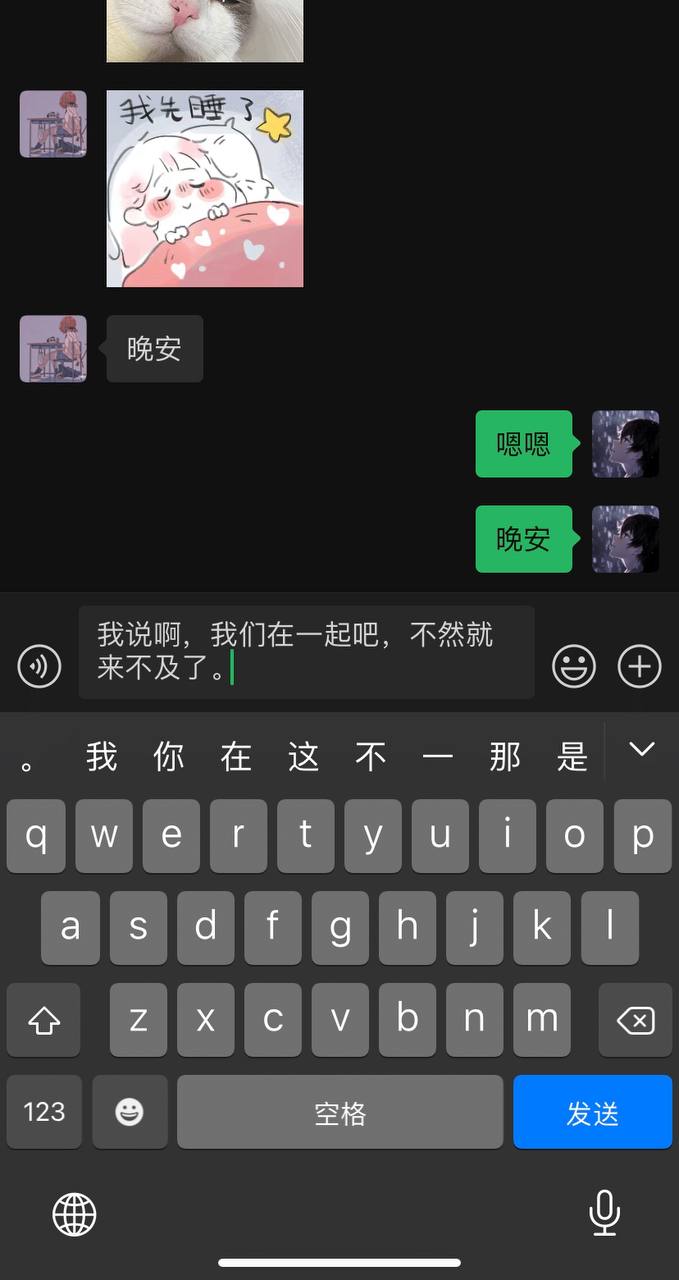 我先睡了
晚安
嗯嗯
晚安
我说啊，我们在一起吧，不然就
来不及了。
。 我 你 在 这 不 一 那 是
q w e r t y u i o p
a s d f g h j k l
z x c v b n m
123 空格 发送